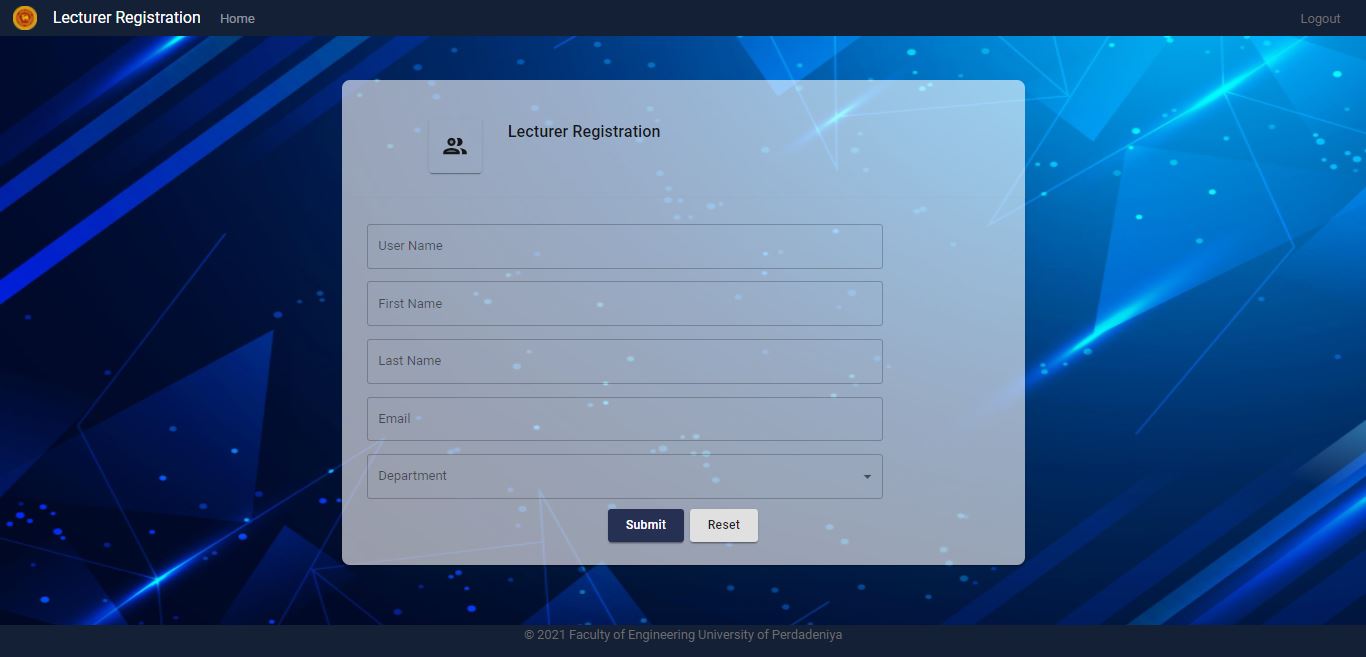 Lecturer Registration Home Logout
Lecturer Registration
User Name
First Name
Last Name
Email
Department
Submit Reset
© 2021 Faculty of Engineering University of Perdadeniya